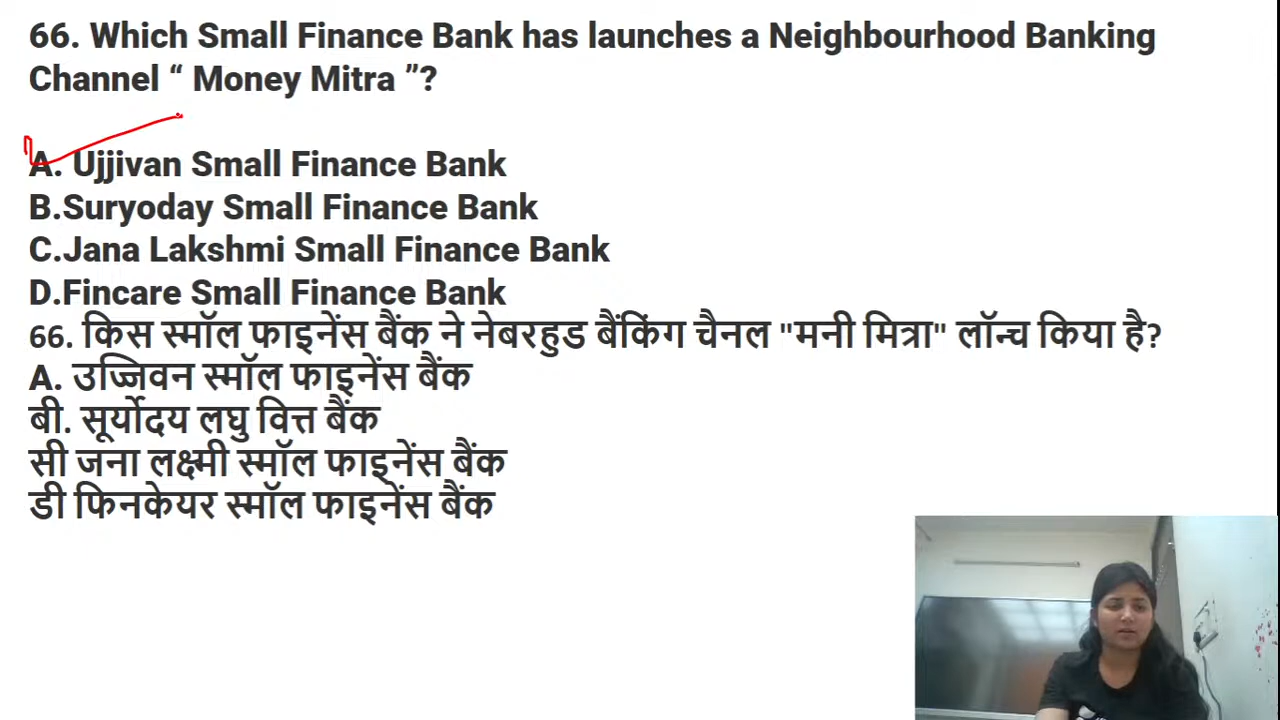 66. Which Small Finance Bank has launches a Neighbourhood Banking
Channel “ Money Mitra ”?
A. Ujjivan Small Finance Bank
B.Suryoday Small Finance Bank
C.Jana Lakshmi Small Finance Bank
D.Fincare Small Finance Bank
66. किस स्मॉल फाइनेंस बैंक ने नेबरहुड बैंकिंग चैनल "मनी मित्रा" लॉन्च किया है?
A. उज्जिवन स्मॉल फाइनेंस बैंक
बी. सूर्योदय लघु वित्त बैंक
सी जना लक्ष्मी स्मॉल फाइनेंस बैंक
डी फिनकेयर स्मॉल फाइनेंस बैंक